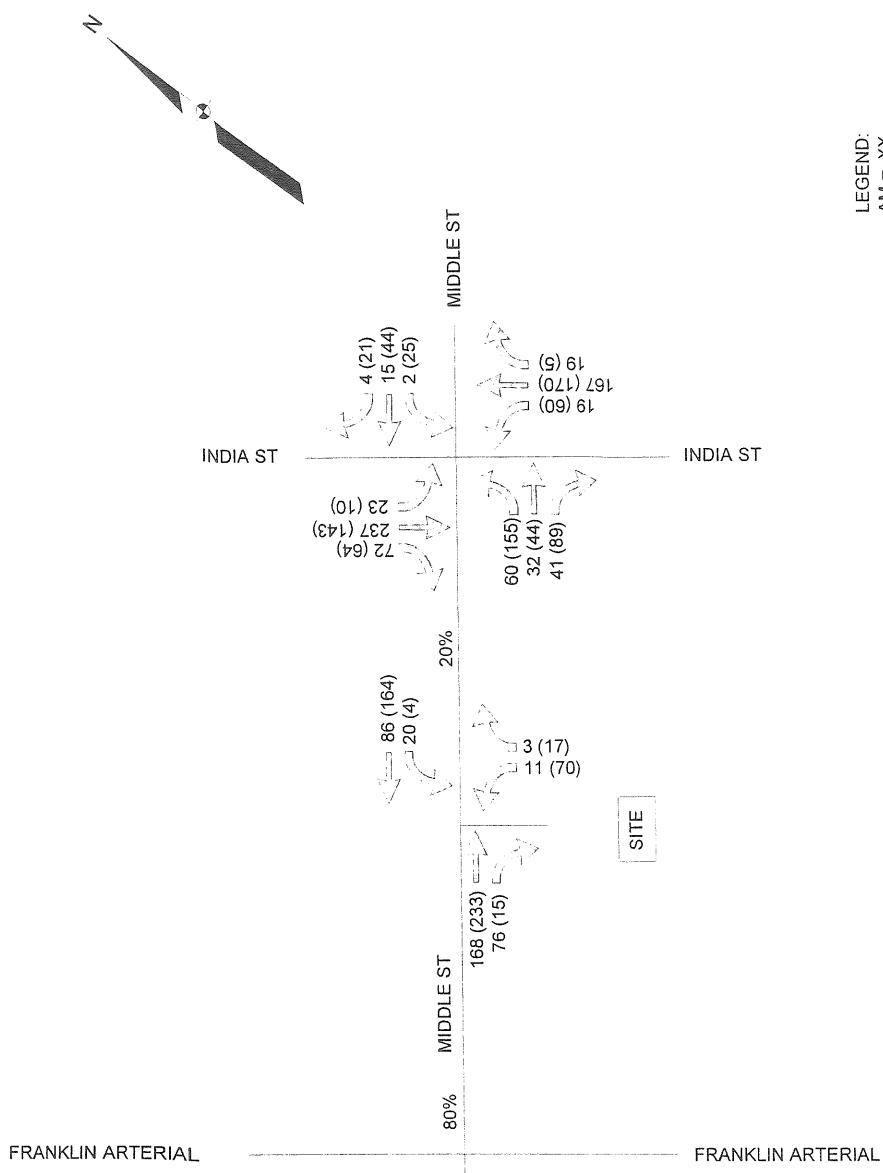 N
LEGEND:
AM = XX
MIDDLE ST
4 (21)
15 (44)
2 (25)
19 (5)
167 (170)
19 (60)
INDIA ST
INDIA ST
23 (10)
237 (143)
72 (64)
60 (155)
32 (44)
41 (89)
20%
86 (164)
20 (4)
3 (17)
11 (70)
SITE
168 (233)
76 (15)
MIDDLE ST
80%
FRANKLIN ARTERIAL
FRANKLIN ARTERIAL